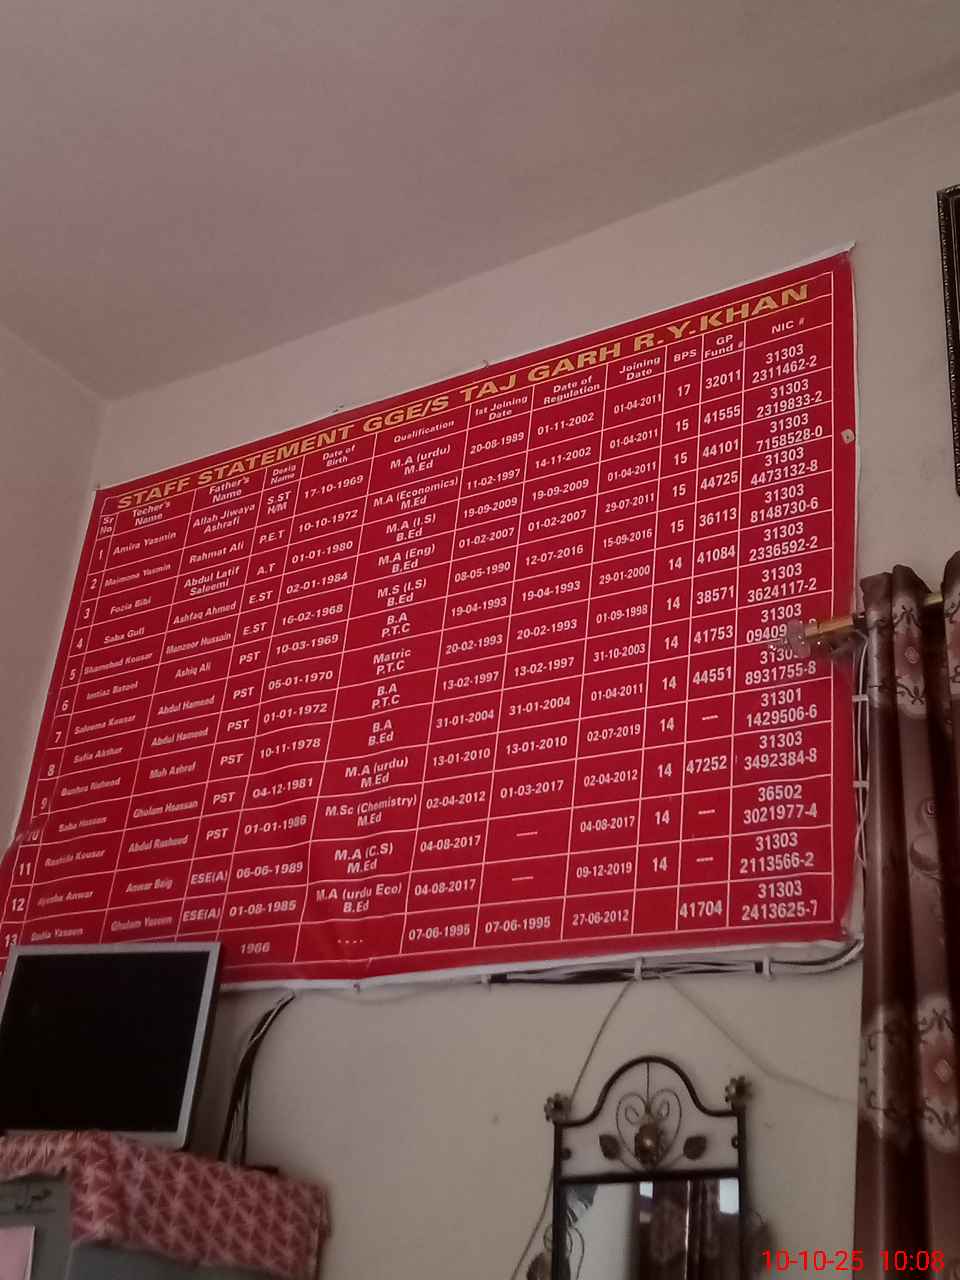 STAFF STATEMENT GGE/S TAJ GARH R.Y.KHAN
Sr No Techer's Name Father's Name Desig Name Date of Birth Qualification 1st Joining Date Date of Regulation Joining Date BPS GP Fund # NIC #
1 Amira Yasmin Allah Jiwaya Ashrafi S.ST H/M 17-10-1969 M.A (urdu) M.Ed 20-08-1989 01-11-2002 01-04-2011 17 32011 31303 2311462-2
2 Maimona Yasmin Rahmat Ali P.E.T 10-10-1972 M.A (Economics) M.Ed 11-02-1997 14-11-2002 01-04-2011 15 41555 31303 2319833-2
3 Fozia Bibi Abdul Latif Saleemi A.T 01-01-1980 M.A (I.S) B.Ed 19-09-2009 19-09-2009 01-04-2011 15 44101 31303 7158528-0
4 Saba Gull Ashfaq Ahmed E.ST 02-01-1984 M.A (Eng) B.Ed 01-02-2007 01-02-2007 29-07-2011 15 44725 31303 4473132-8
5 Shamshad Kousar Manzoor Hussain E.ST 16-02-1968 M.S (I.S) B.Ed 08-05-1990 12-07-2016 15-09-2016 15 36113 31303 8148730-6
6 Imtiaz Batool Ashiq Ali PST 10-03-1969 B.A P.T.C 19-04-1993 19-04-1993 29-01-2000 14 41084 31303 2336592-2
7 Saleema Kousar Abdul Hameed PST 05-01-1970 Matric P.T.C 20-02-1993 20-02-1993 01-09-1998 14 38571 31303 3624117-2
8 Safia Akhtar Abdul Hameed PST 01-01-1972 B.A P.T.C 13-02-1997 13-02-1997 31-10-2003 14 41753 31303
9 Bushra Naheed Muh Ashraf PST 10-11-1978 B.A B.Ed 31-01-2004 31-01-2004 01-04-2011 14 44551 31303 8931755-8
10 Saba Hassan Gholam Hassan PST 04-12-1981 M.A (urdu) M.Ed 13-01-2010 13-01-2010 02-07-2019 14 ---- 31301 1429506-6
11 Rashida Kousar Abdul Rasheed PST 01-01-1986 M.Sc (Chemistry) M.Ed 02-04-2012 01-03-2017 02-04-2012 14 47252 31303 3492384-8
12 Ayesha Anwar Anwar Baig ESE(A) 06-06-1989 M.A (C.S) M.Ed 04-08-2017 ---- 04-08-2017 14 ---- 36502 3021977-4
13 Sadia Yaseen Gholam Yaseen ESE(A) 01-08-1985 M.A (urdu Eco) B.Ed 04-08-2017 ---- 09-12-2019 14 ---- 31303 2113566-2
1966 .... 07-06-1995 07-06-1995 27-06-2012 41704 31303 2413625-7
10-10-25 10:08